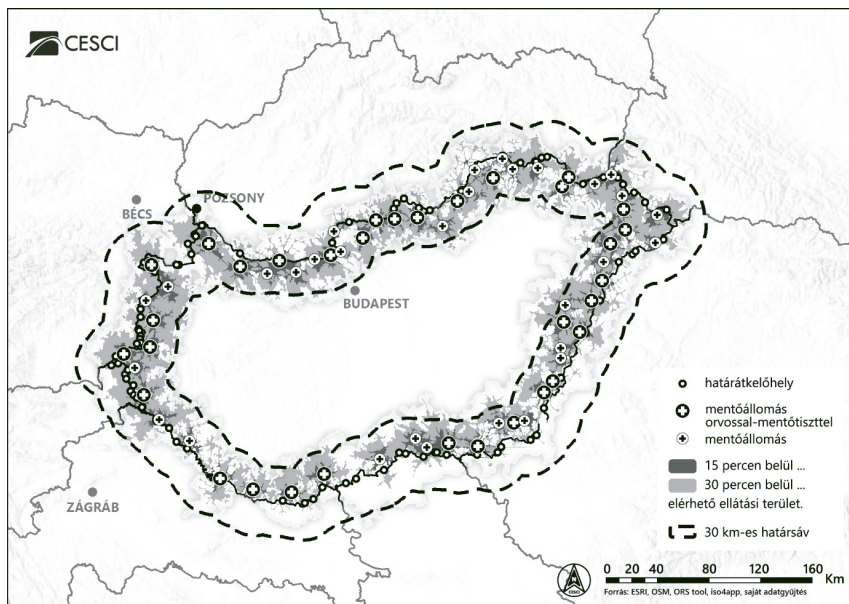 CESCI
POZSONY
BÉCS
BUDAPEST
ZÁGRÁB
határátkelőhely
mentőállomás
orvossal-mentőtiszttel
mentőállomás
15 percen belül ...
30 percen belül ...
elérhető ellátási terület.
30 km-es határsáv
0 20 40 80 120 160
Km
CESCI
Forrás: ESRI, OSM, ORS tool, iso4app, saját adatgyűjtés